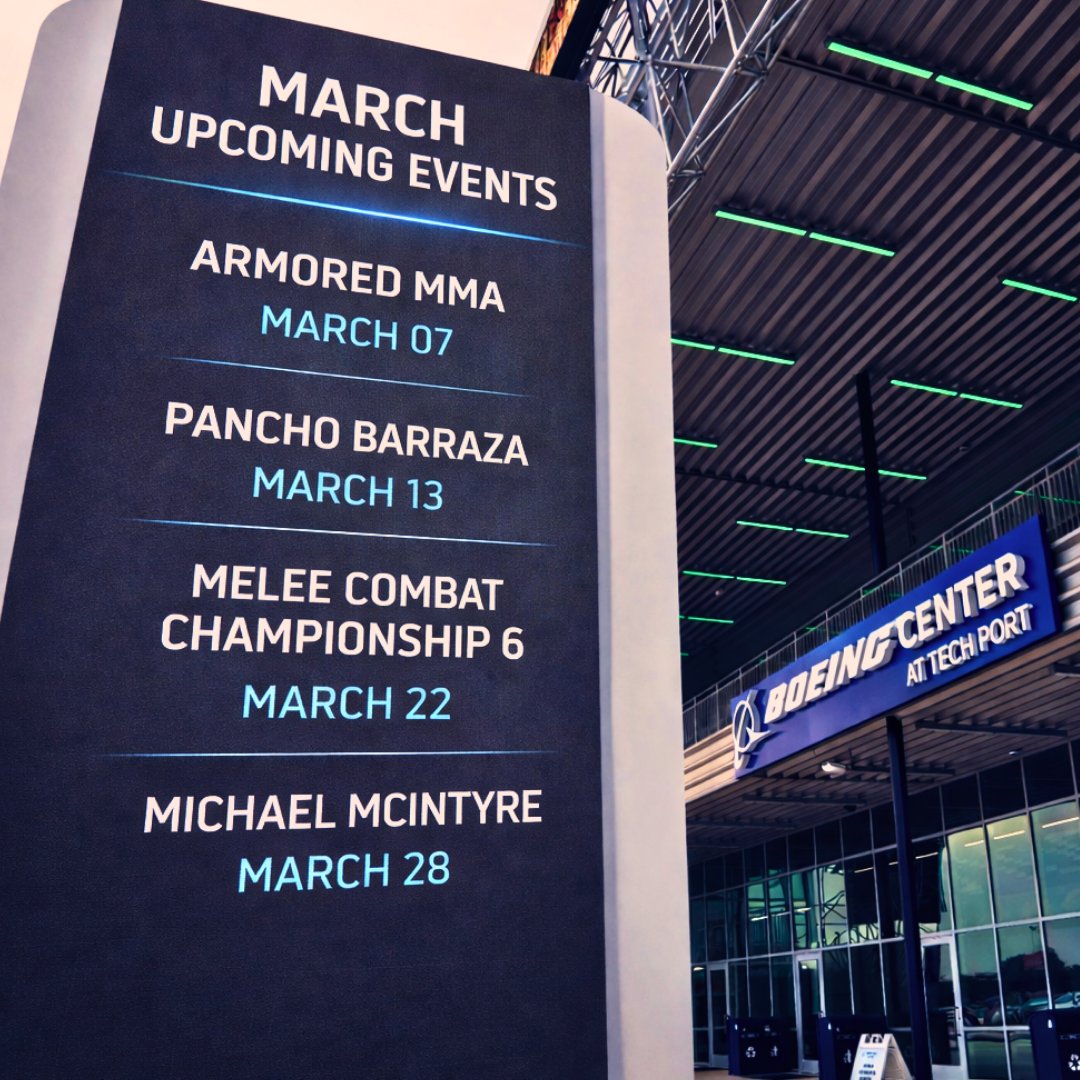 MARCH
UPCOMING EVENTS
ARMORED MMA
MARCH 07
PANCHO BARRAZA
MARCH 13
MELEE COMBAT
CHAMPIONSHIP 6
MARCH 22
MICHAEL MCINTYRE
MARCH 28
BOEING CENTER
AT TECH PORT